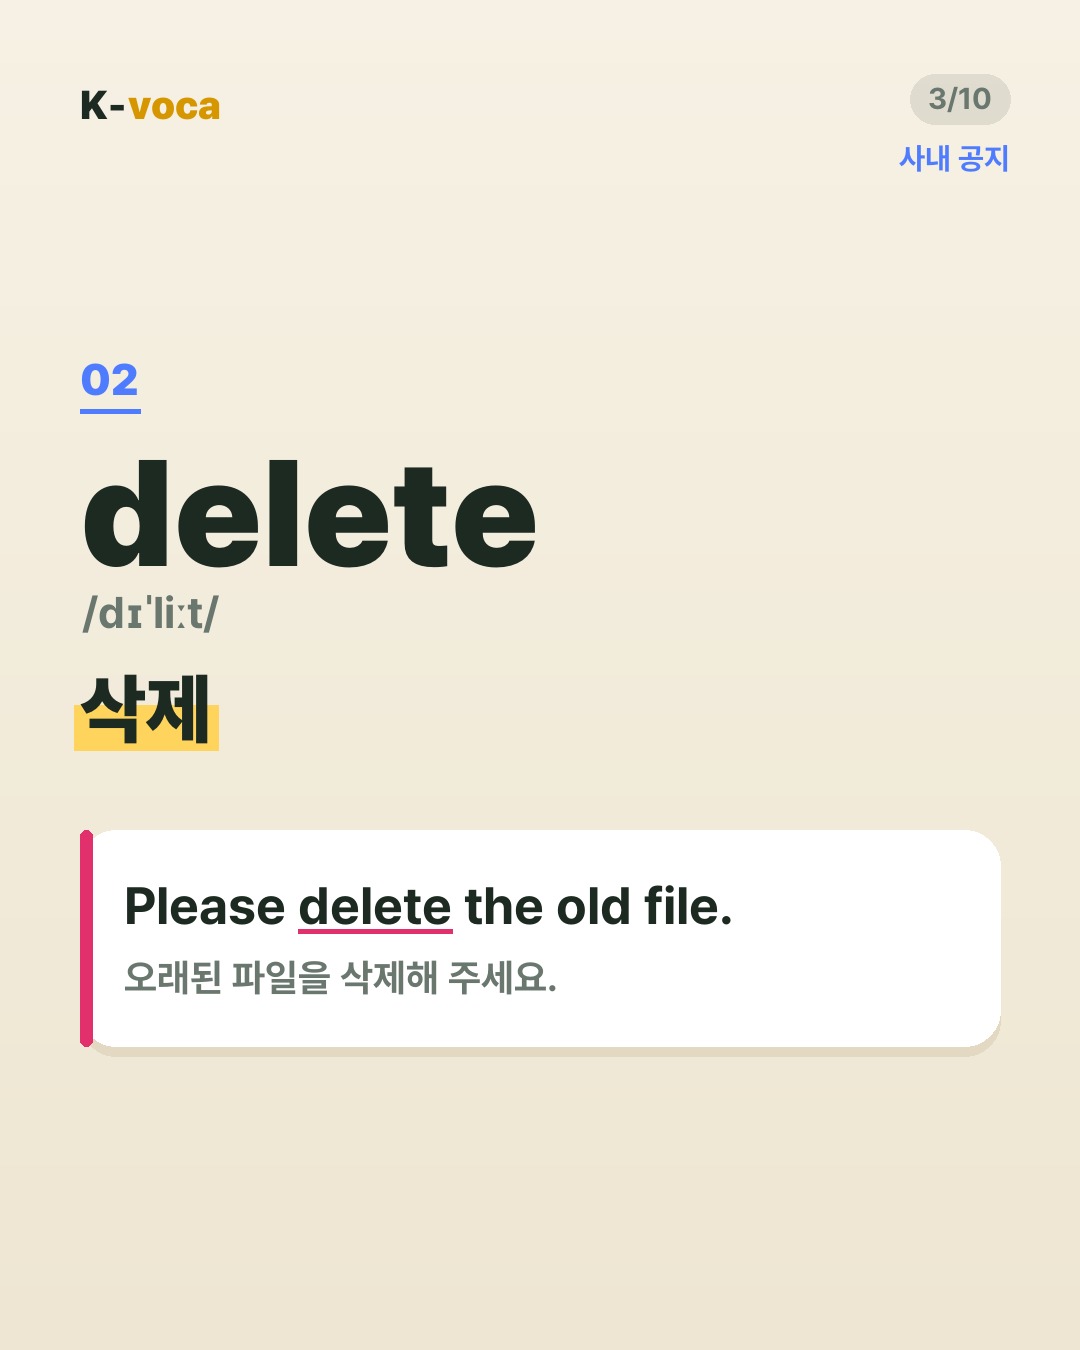 K-voca
3/10
사내 공지
02
delete
/dɪˈliːt/
삭제
Please delete the old file.
오래된 파일을 삭제해 주세요.